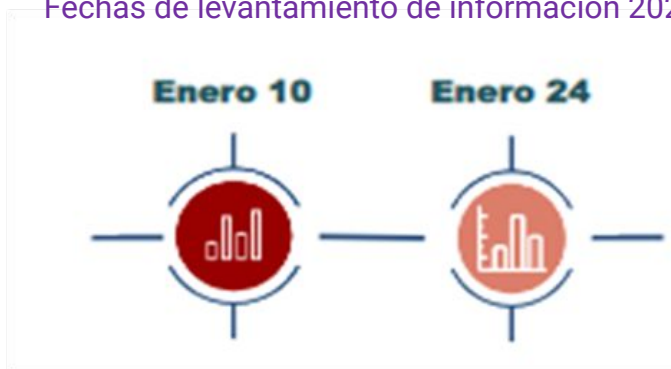 Fechas de levantamiento de información 202
Enero 10
Enero 24